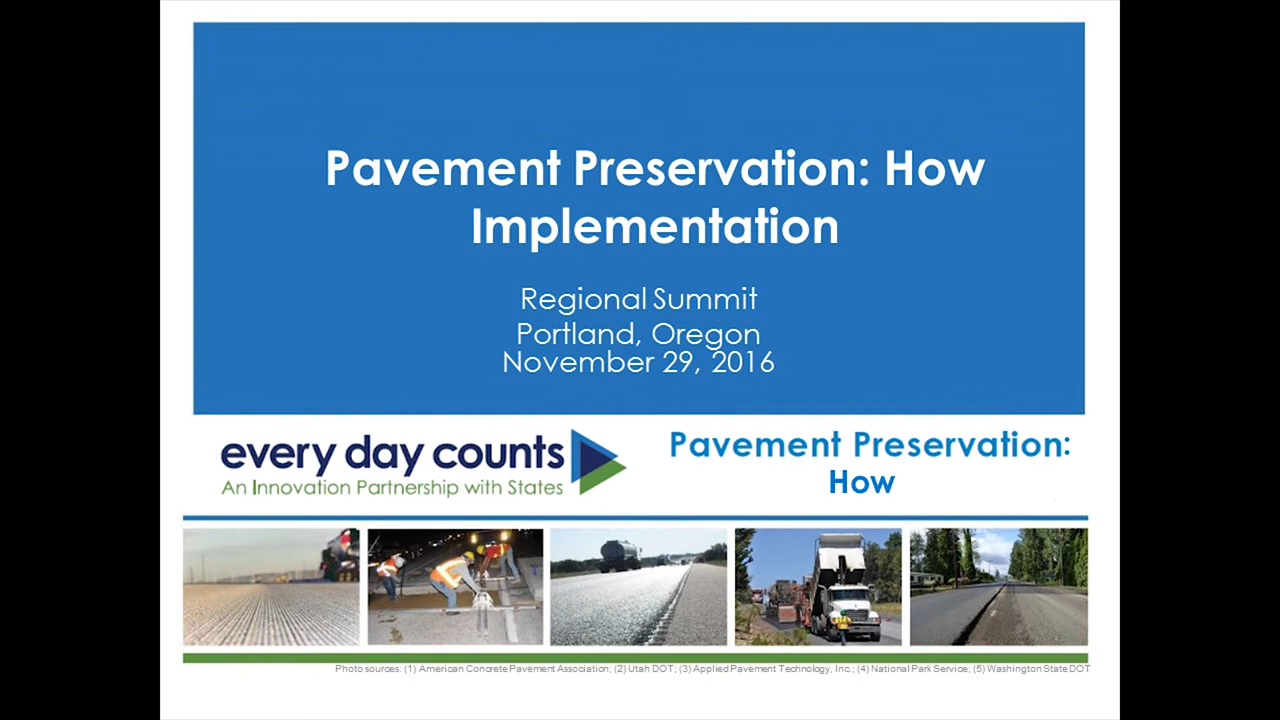 Pavement Preservation: How
Implementation
Regional Summit
Portland, Oregon
November 29, 2016
every day counts
An Innovation Partnership with States
Pavement Preservation:
How
Photo sources: (1) American Concrete Pavement Association; (2) Utah DOT; (3) Applied Pavement Technology, Inc.; (4) National Park Service; (5) Washington State DOT